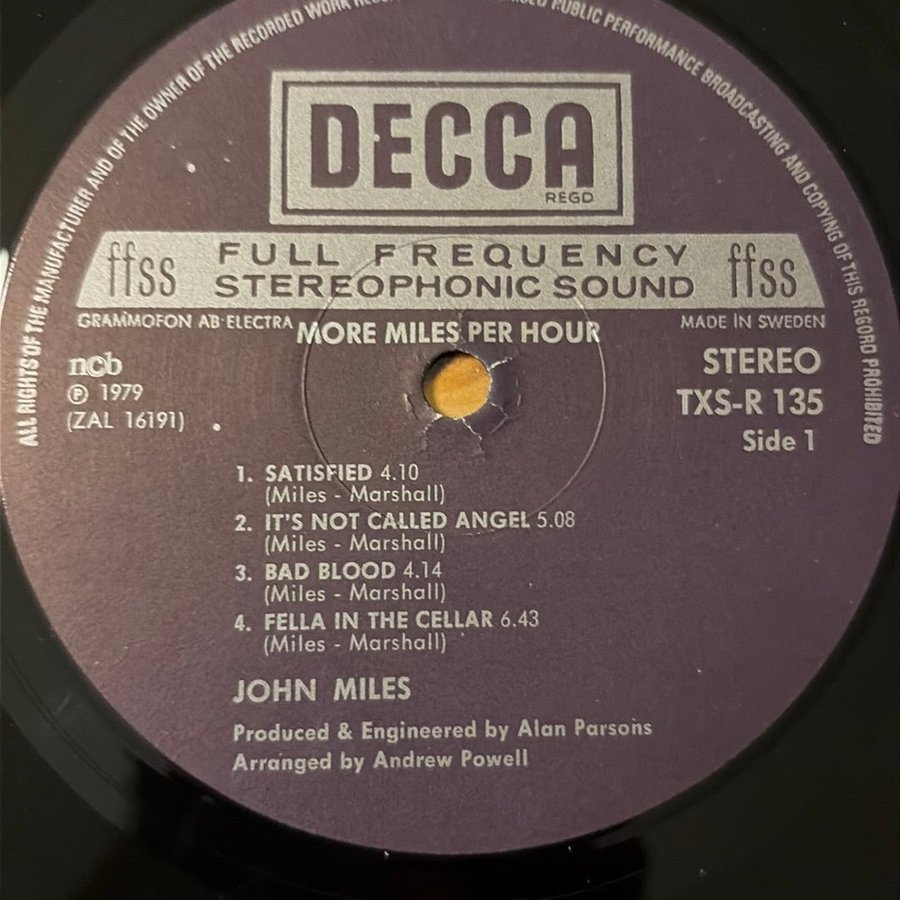 ALL RIGHTS OF THE MANUFACTURER AND OF THE OWNER OF THE RECORDED WORK
PUBLIC PERFORMANCE BROADCASTING AND COPYING OF THIS RECORD PROHIBITED
DECCA
REGD
ffss FULL FREQUENCY ffss
STEREOPHONIC SOUND
GRAMMOFON AB ELECTRA
MADE IN SWEDEN
MORE MILES PER HOUR
ncb
Ⓟ 1979
(ZAL 16191)
STEREO
TXS-R 135
Side 1
1. SATISFIED 4.10
(Miles - Marshall)
2. IT'S NOT CALLED ANGEL 5.08
(Miles - Marshall)
3. BAD BLOOD 4.14
(Miles - Marshall)
4. FELLA IN THE CELLAR 6.43
(Miles - Marshall)
JOHN MILES
Produced & Engineered by Alan Parsons
Arranged by Andrew Powell